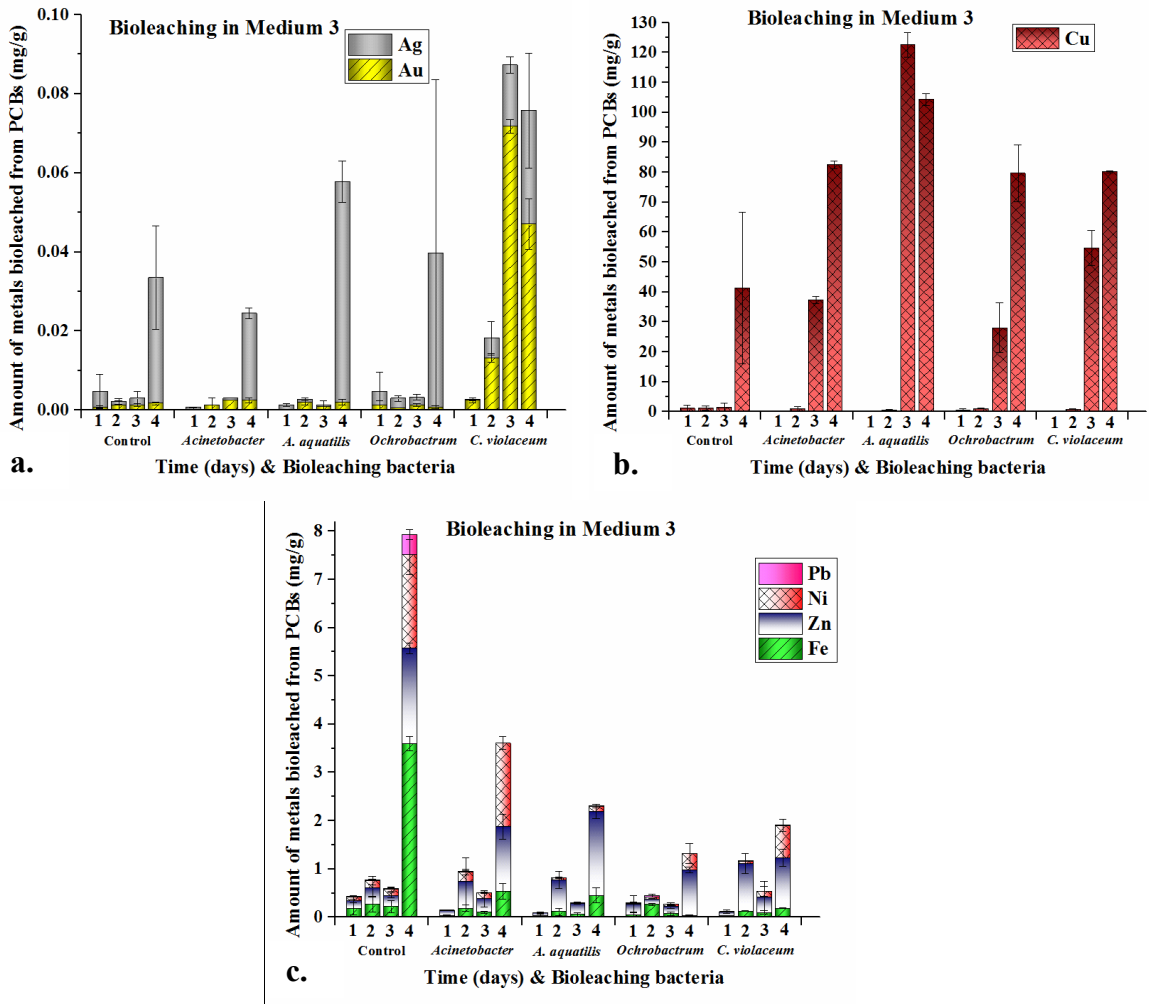 Bioleaching in Medium 3
Ag
Au
Amount of metals bioleached from PCBs (mg/g)
0.10
0.08
0.06
0.04
0.02
0.00
1 2 3 4 1 2 3 4 1 2 3 4 1 2 3 4 1 2 3 4
Control Acinetobacter A. aquatilis Ochrobactrum C. violaceum
Time (days) & Bioleaching bacteria
a.
Cu
Bioleaching in Medium 3
Amount of metals bioleached from PCBs (mg/g)
130
120
110
100
90
80
70
60
50
40
30
20
10
0
1 2 3 4 1 2 3 4 1 2 3 4 1 2 3 4 1 2 3 4
Control Acinetobacter A. aquatilis Ochrobactrum C. violaceum
Time (days) & Bioleaching bacteria
b.
Bioleaching in Medium 3
Pb
Ni
Zn
Fe
Amount of metals bioleached from PCBs (mg/g)
8
7
6
5
4
3
2
1
0
1 2 3 4 1 2 3 4 1 2 3 4 1 2 3 4 1 2 3 4
Control Acinetobacter A. aquatilis Ochrobactrum C. violaceum
Time (days) & Bioleaching bacteria
c.